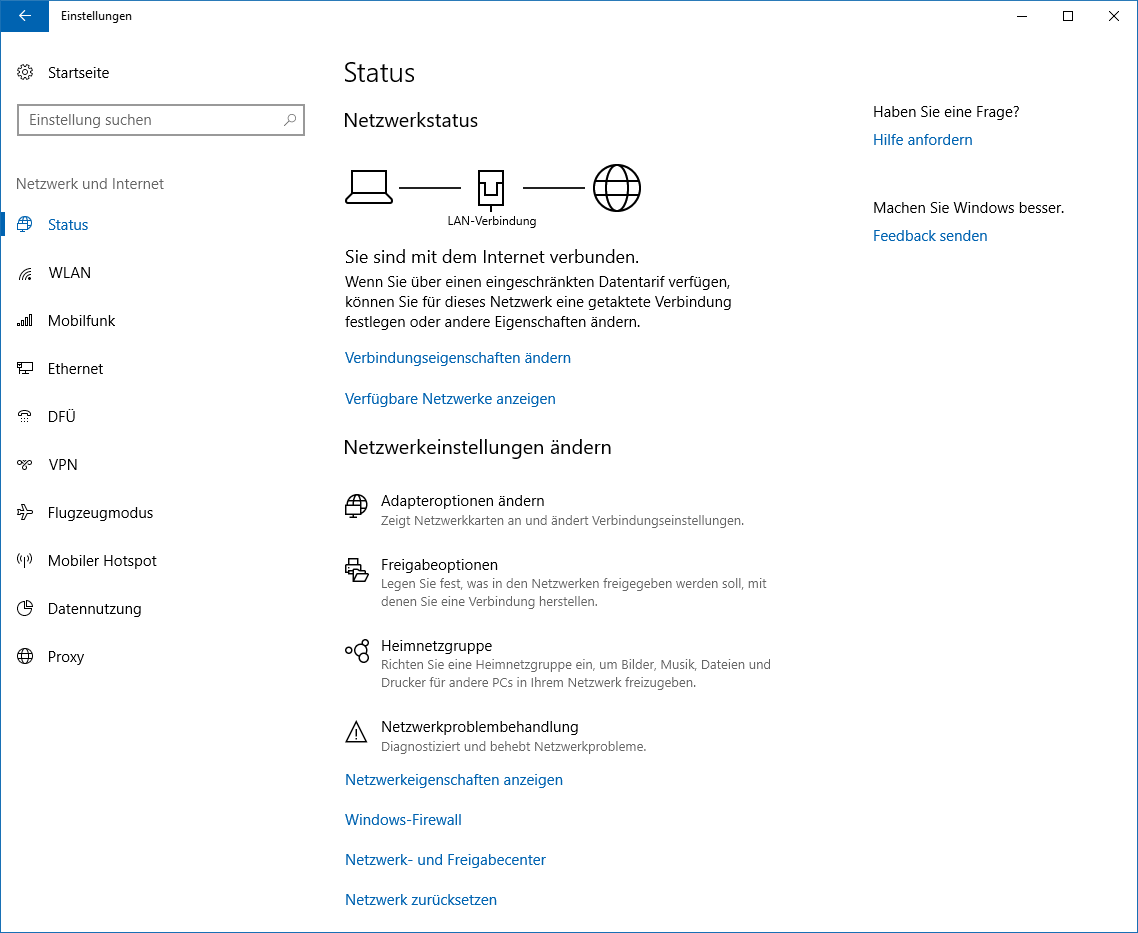 Einstellungen
Startseite
Einstellung suchen
Netzwerk und Internet
Status
WLAN
Mobilfunk
Ethernet
DFÜ
VPN
Flugzeugmodus
Mobiler Hotspot
Datennutzung
Proxy
Status
Netzwerkstatus
LAN-Verbindung
Sie sind mit dem Internet verbunden.
Wenn Sie über einen eingeschränkten Datentarif verfügen,
können Sie für dieses Netzwerk eine getaktete Verbindung
festlegen oder andere Eigenschaften ändern.
Verbindungseigenschaften ändern
Verfügbare Netzwerke anzeigen
Netzwerkeinstellungen ändern
Adapteroptionen ändern
Zeigt Netzwerkkarten an und ändert Verbindungseinstellungen.
Freigabeoptionen
Legen Sie fest, was in den Netzwerken freigegeben werden soll, mit
denen Sie eine Verbindung herstellen.
Heimnetzgruppe
Richten Sie eine Heimnetzgruppe ein, um Bilder, Musik, Dateien und
Drucker für andere PCs in Ihrem Netzwerk freizugeben.
Netzwerkproblembehandlung
Diagnostiziert und behebt Netzwerkprobleme.
Netzwerkeigenschaften anzeigen
Windows-Firewall
Netzwerk- und Freigabecenter
Netzwerk zurücksetzen
Haben Sie eine Frage?
Hilfe anfordern
Machen Sie Windows besser.
Feedback senden